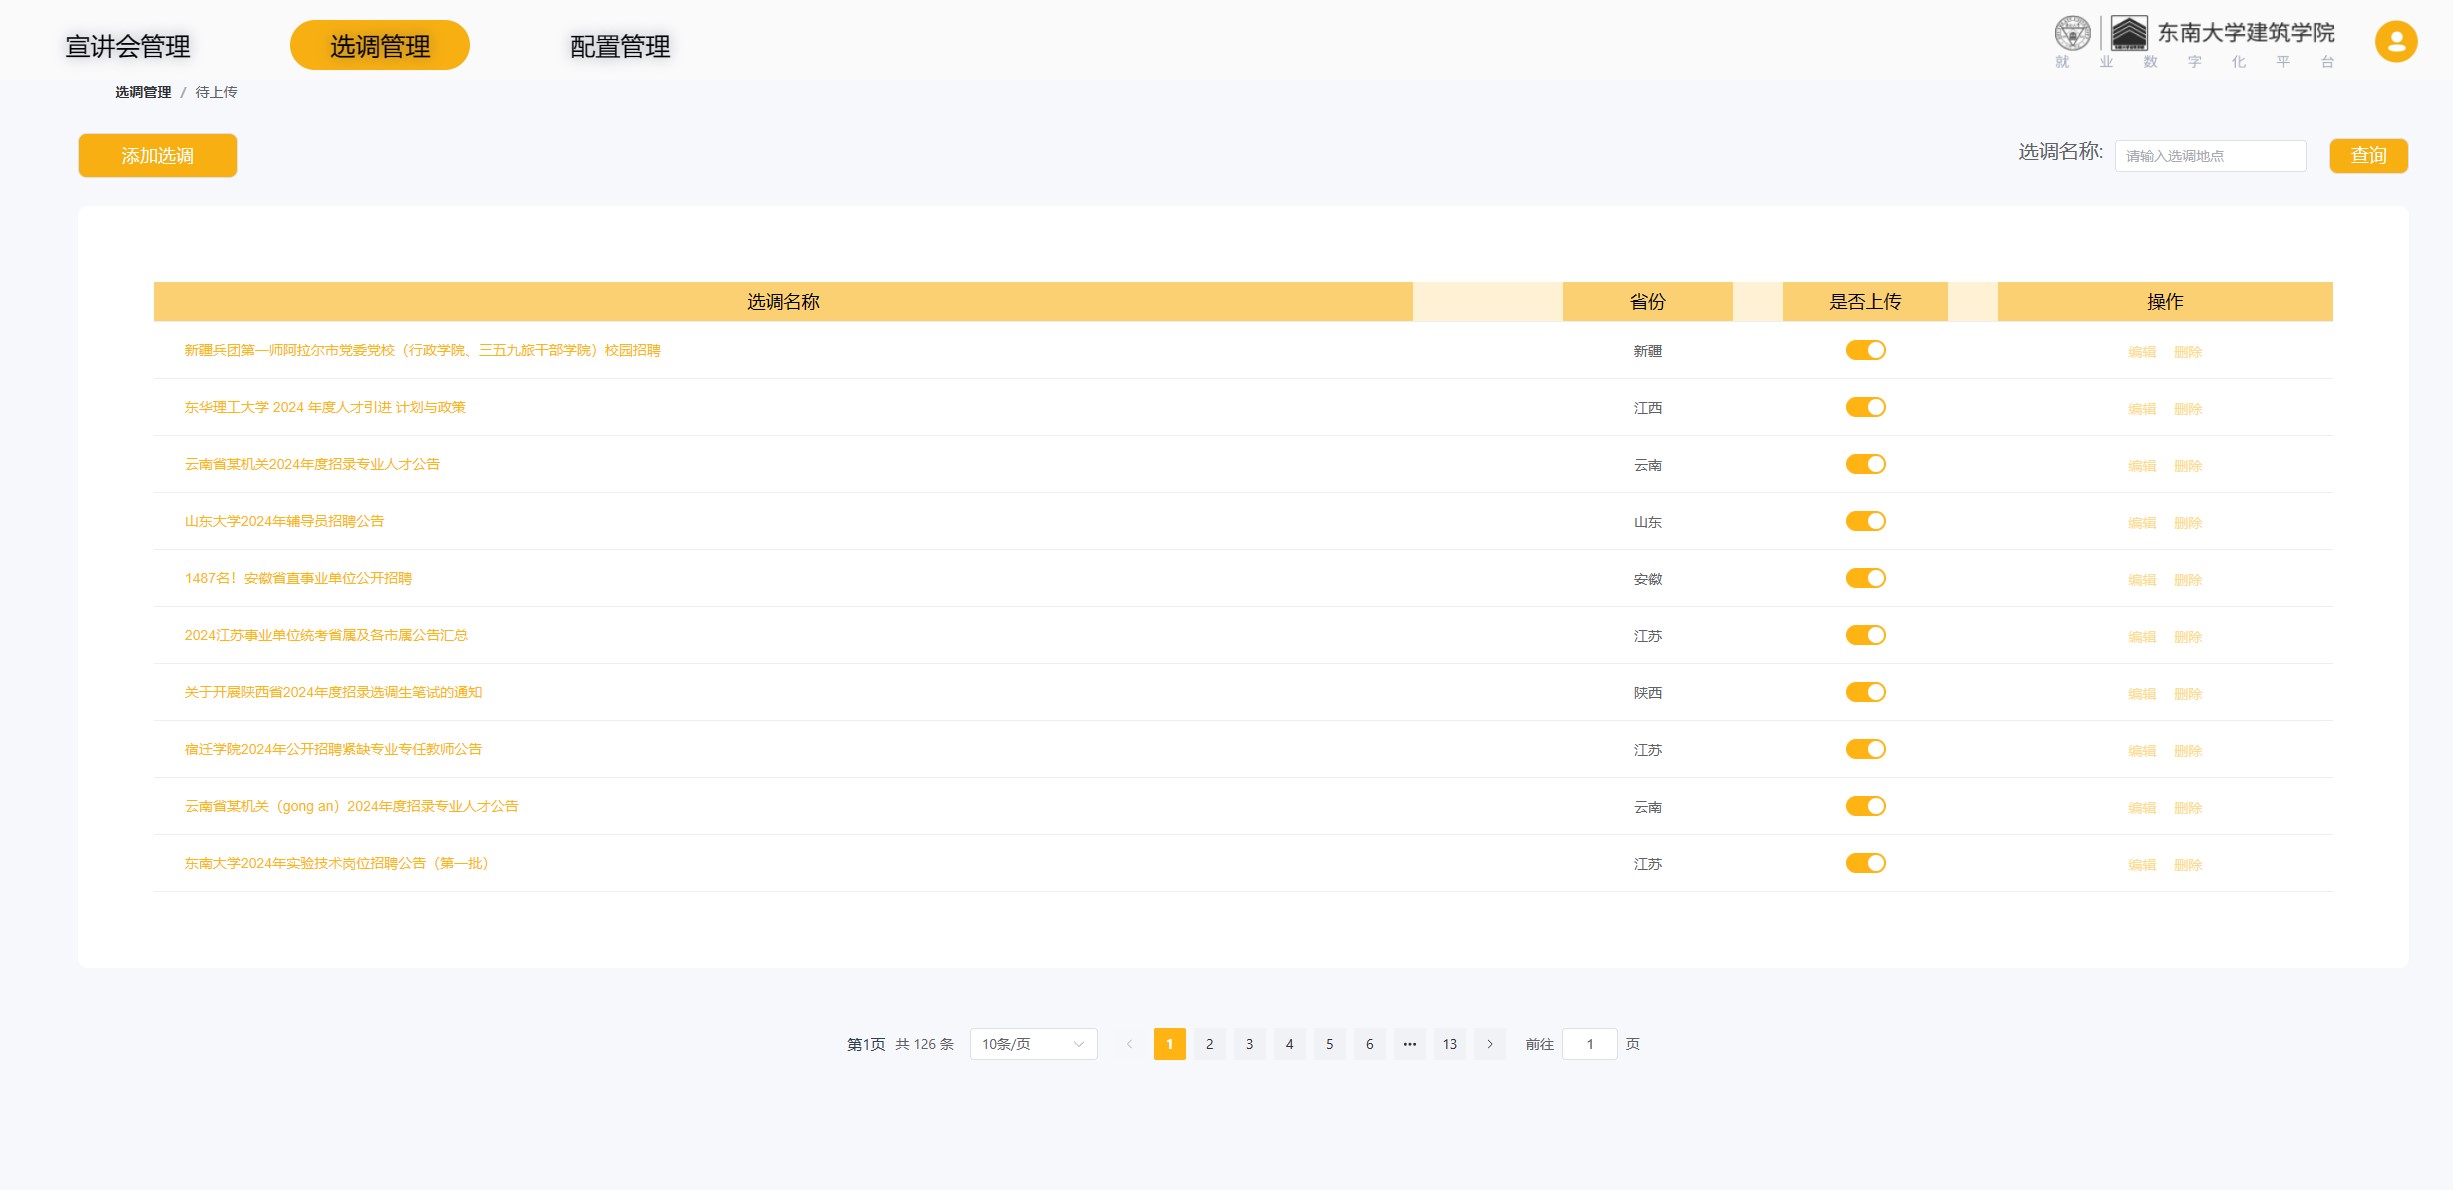 宣讲会管理 选调管理 配置管理 东南大学建筑学院
就业数字化平台
选调管理 / 待上传
添加选调 选调名称: 请输入选调地点 查询
选调名称 省份 是否上传 操作
新疆兵团第一师阿拉尔市党委党校（行政学院、三五九旅干部学院）校园招聘 新疆 编辑 删除
东华理工大学 2024 年度人才引进 计划与政策 江西 编辑 删除
云南省某机关2024年度招录专业人才公告 云南 编辑 删除
山东大学2024年辅导员招聘公告 山东 编辑 删除
1487名！安徽省直事业单位公开招聘 安徽 编辑 删除
2024江苏事业单位统考省属及各市属公告汇总 江苏 编辑 删除
关于开展陕西省2024年度招录选调生笔试的通知 陕西 编辑 删除
宿迁学院2024年公开招聘紧缺专业专任教师公告 江苏 编辑 删除
云南省某机关（gong an）2024年度招录专业人才公告 云南 编辑 删除
东南大学2024年实验技术岗位招聘公告（第一批） 江苏 编辑 删除
第1页 共 126 条 10条/页 1 2 3 4 5 6 ••• 13 前往 1 页